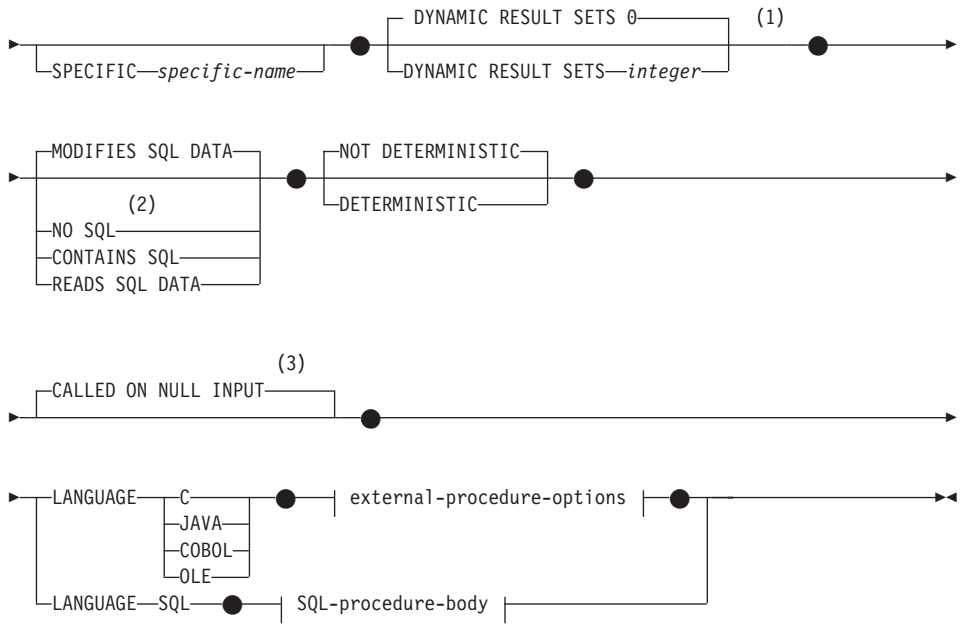 DYNAMIC RESULT SETS 0
(1)
SPECIFIC specific-name
DYNAMIC RESULT SETS integer
MODIFIES SQL DATA
NOT DETERMINISTIC
(2)
NO SQL
CONTAINS SQL
READS SQL DATA
DETERMINISTIC
(3)
CALLED ON NULL INPUT
LANGUAGE C external-procedure-options
JAVA
COBOL
OLE
LANGUAGE SQL SQL-procedure-body